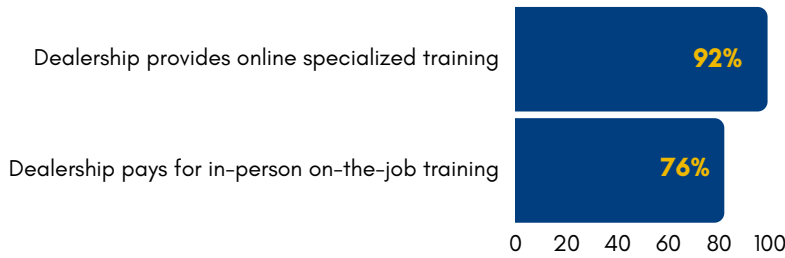 Dealership provides online specialized training 92%
Dealership pays for in-person on-the-job training 76%
0 20 40 60 80 100